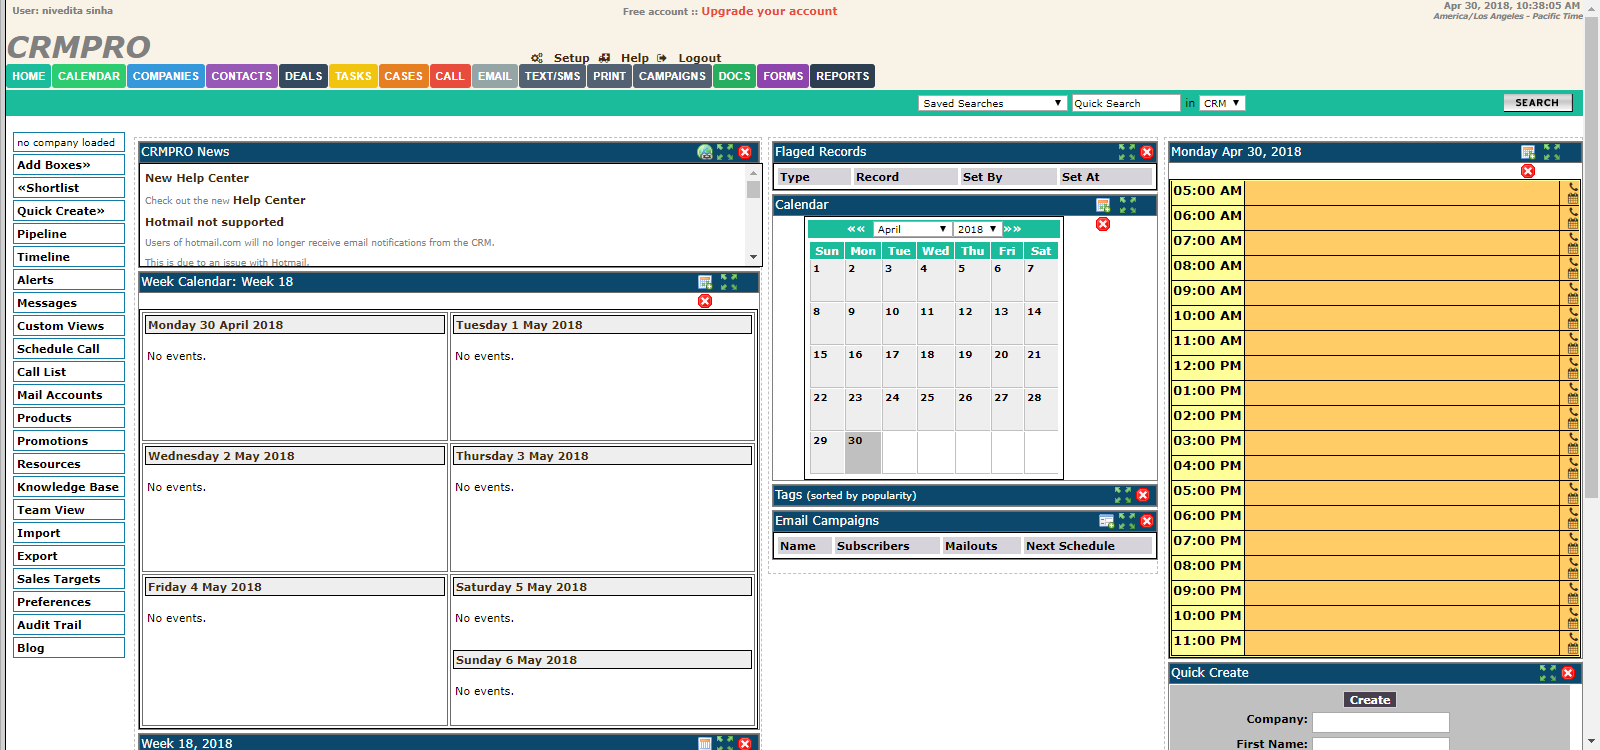 User: nivedita sinha
Free account :: Upgrade your account
Apr 30, 2018, 10:38:05 AM
America/Los Angeles - Pacific Time
CRMPRO
Setup Help Logout
HOME CALENDAR COMPANIES CONTACTS DEALS TASKS CASES CALL EMAIL TEXT/SMS PRINT CAMPAIGNS DOCS FORMS REPORTS
Saved Searches Quick Search in CRM SEARCH
no company loaded
Add Boxes»
«Shortlist
Quick Create»
Pipeline
Timeline
Alerts
Messages
Custom Views
Schedule Call
Call List
Mail Accounts
Products
Promotions
Resources
Knowledge Base
Team View
Import
Export
Sales Targets
Preferences
Audit Trail
Blog
CRMPRO News
New Help Center
Check out the new Help Center
Hotmail not supported
Users of hotmail.com will no longer receive email notifications from the CRM.
This is due to an issue with Hotmail.
Week Calendar: Week 18
Monday 30 April 2018
No events.
Tuesday 1 May 2018
No events.
Wednesday 2 May 2018
No events.
Thursday 3 May 2018
No events.
Friday 4 May 2018
No events.
Saturday 5 May 2018
No events.
Sunday 6 May 2018
No events.
Week 18, 2018
Flaged Records
Type Record Set By Set At
Calendar
«« April 2018 »»
Sun Mon Tue Wed Thu Fri Sat
1 2 3 4 5 6 7
8 9 10 11 12 13 14
15 16 17 18 19 20 21
22 23 24 25 26 27 28
29 30
Tags (sorted by popularity)
Email Campaigns
Name Subscribers Mailouts Next Schedule
Monday Apr 30, 2018
05:00 AM
06:00 AM
07:00 AM
08:00 AM
09:00 AM
10:00 AM
11:00 AM
12:00 PM
01:00 PM
02:00 PM
03:00 PM
04:00 PM
05:00 PM
06:00 PM
07:00 PM
08:00 PM
09:00 PM
10:00 PM
11:00 PM
Quick Create
Create
Company:
First Name: